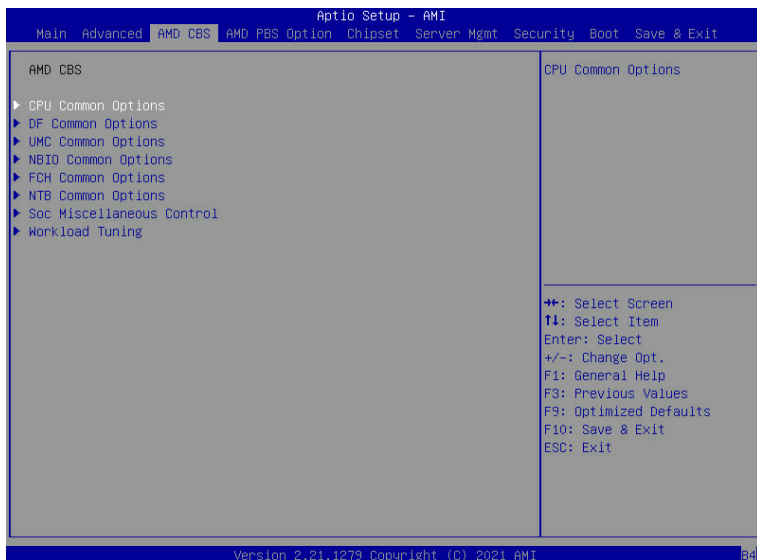 Aptio Setup - AMI
Main Advanced AMD CBS AMD PBS Option Chipset Server Mgmt Security Boot Save & Exit
AMD CBS
CPU Common Options
DF Common Options
UMC Common Options
NBIO Common Options
FCH Common Options
NTB Common Options
Soc Miscellaneous Control
Workload Tuning
CPU Common Options
→←: Select Screen
↑↓: Select Item
Enter: Select
+/-: Change Opt.
F1: General Help
F3: Previous Values
F9: Optimized Defaults
F10: Save & Exit
ESC: Exit
Version 2.21.1279 Copyright (C) 2021 AMI
B4